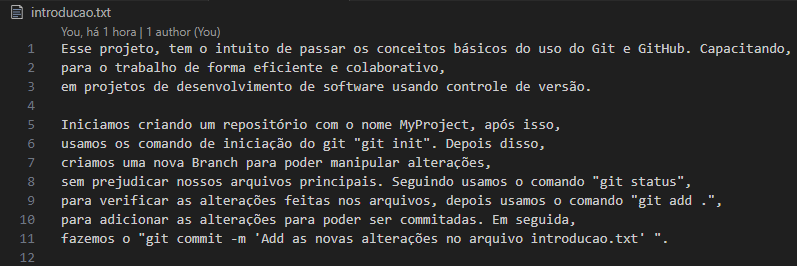 introducao.txt
You, há 1 hora | 1 author (You)
1 Esse projeto, tem o intuito de passar os conceitos básicos do uso do Git e GitHub. Capacitando,
2 para o trabalho de forma eficiente e colaborativo,
3 em projetos de desenvolvimento de software usando controle de versão.
4
5 Iniciamos criando um repositório com o nome MyProject, após isso,
6 usamos os comando de iniciação do git "git init". Depois disso,
7 criamos uma nova Branch para poder manipular alterações,
8 sem prejudicar nossos arquivos principais. Seguindo usamos o comando "git status",
9 para verificar as alterações feitas nos arquivos, depois usamos o comando "git add .",
10 para adicionar as alterações para poder ser commitadas. Em seguida,
11 fazemos o "git commit -m 'Add as novas alterações no arquivo introducao.txt' ".
12